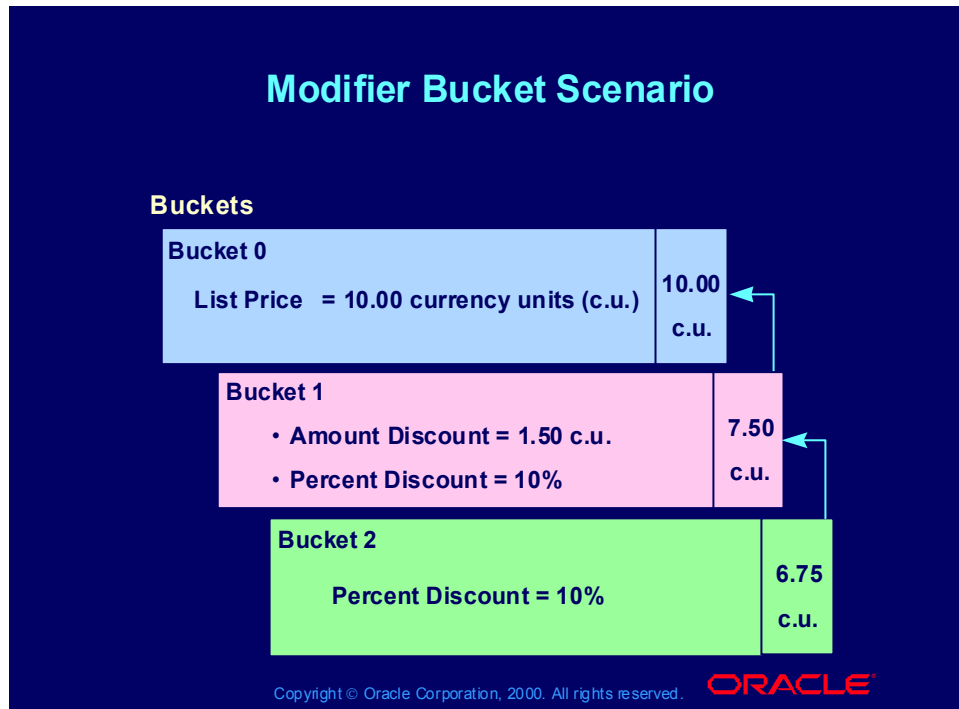 Modifier Bucket Scenario
Buckets
Bucket 0
List Price = 10.00 currency units (c.u.)
10.00
c.u.
Bucket 1
• Amount Discount = 1.50 c.u.
• Percent Discount = 10%
7.50
c.u.
Bucket 2
Percent Discount = 10%
6.75
c.u.
Copyright © Oracle Corporation, 2000. All rights reserved.
ORACLE®